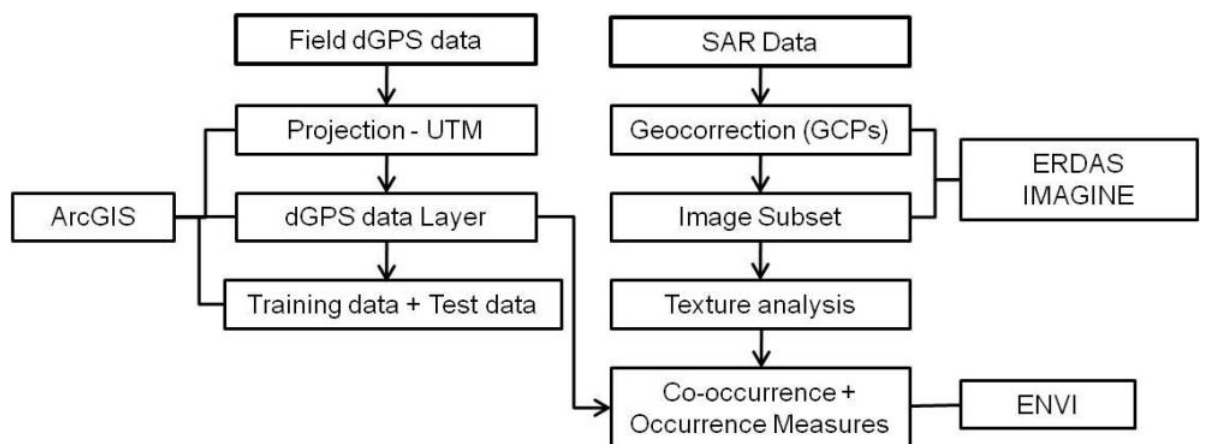 Field dGPS data
SAR Data
Projection - UTM
Geocorrection (GCPs)
ERDAS
IMAGINE
ArcGIS
dGPS data Layer
Image Subset
Training data + Test data
Texture analysis
Co-occurrence +
Occurrence Measures
ENVI